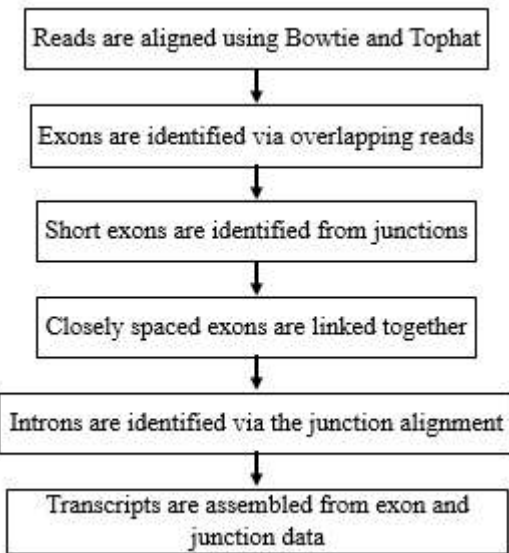 Reads are aligned using Bowtie and Tophat
Exons are identified via overlapping reads
Short exons are identified from junctions
Closely spaced exons are linked together
Introns are identified via the junction alignment
Transcripts are assembled from exon and
junction data